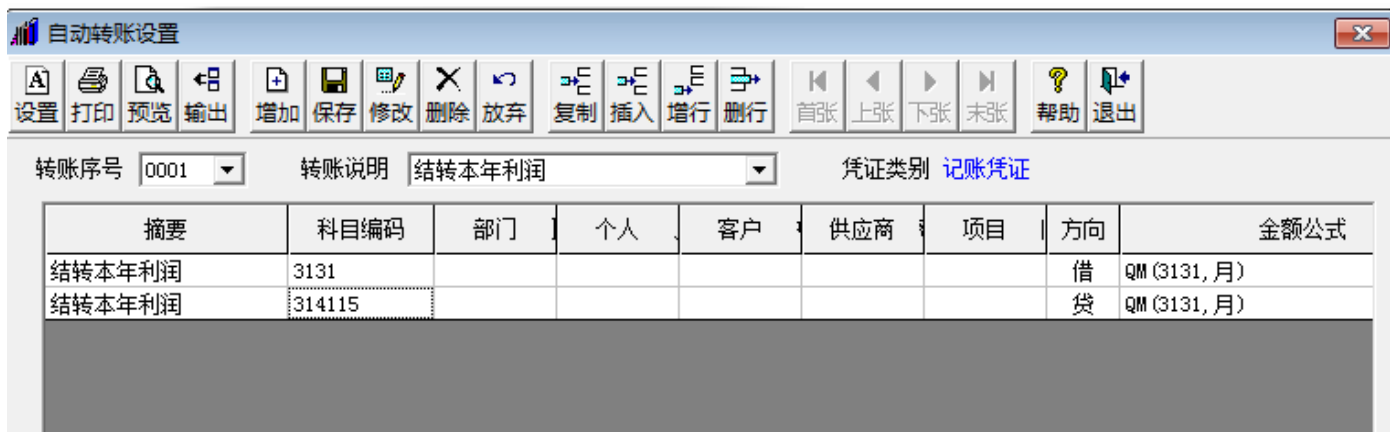 自动转账设置
设置 打印 预览 输出 增加 保存 修改 删除 放弃 复制 插入 增行 删行 首张 上张 下张 末张 帮助 退出
转账序号 0001 转账说明 结转本年利润 凭证类别 记账凭证
摘要 科目编码 部门 个人 客户 供应商 项目 方向 金额公式
结转本年利润 3131 借 QM(3131,月)
结转本年利润 314115 贷 QM(3131,月)